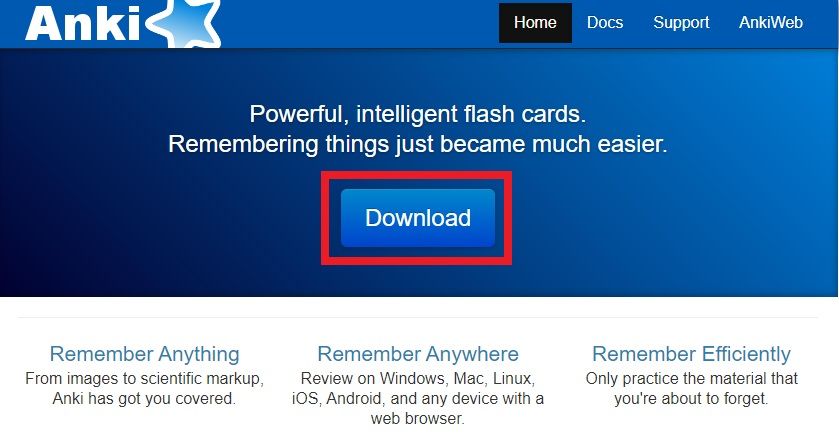 Anki
Home Docs Support AnkiWeb
Powerful, intelligent flash cards.
Remembering things just became much easier.
Download
Remember Anything
From images to scientific markup,
Anki has got you covered.
Remember Anywhere
Review on Windows, Mac, Linux,
iOS, Android, and any device with a
web browser.
Remember Efficiently
Only practice the material that
you're about to forget.